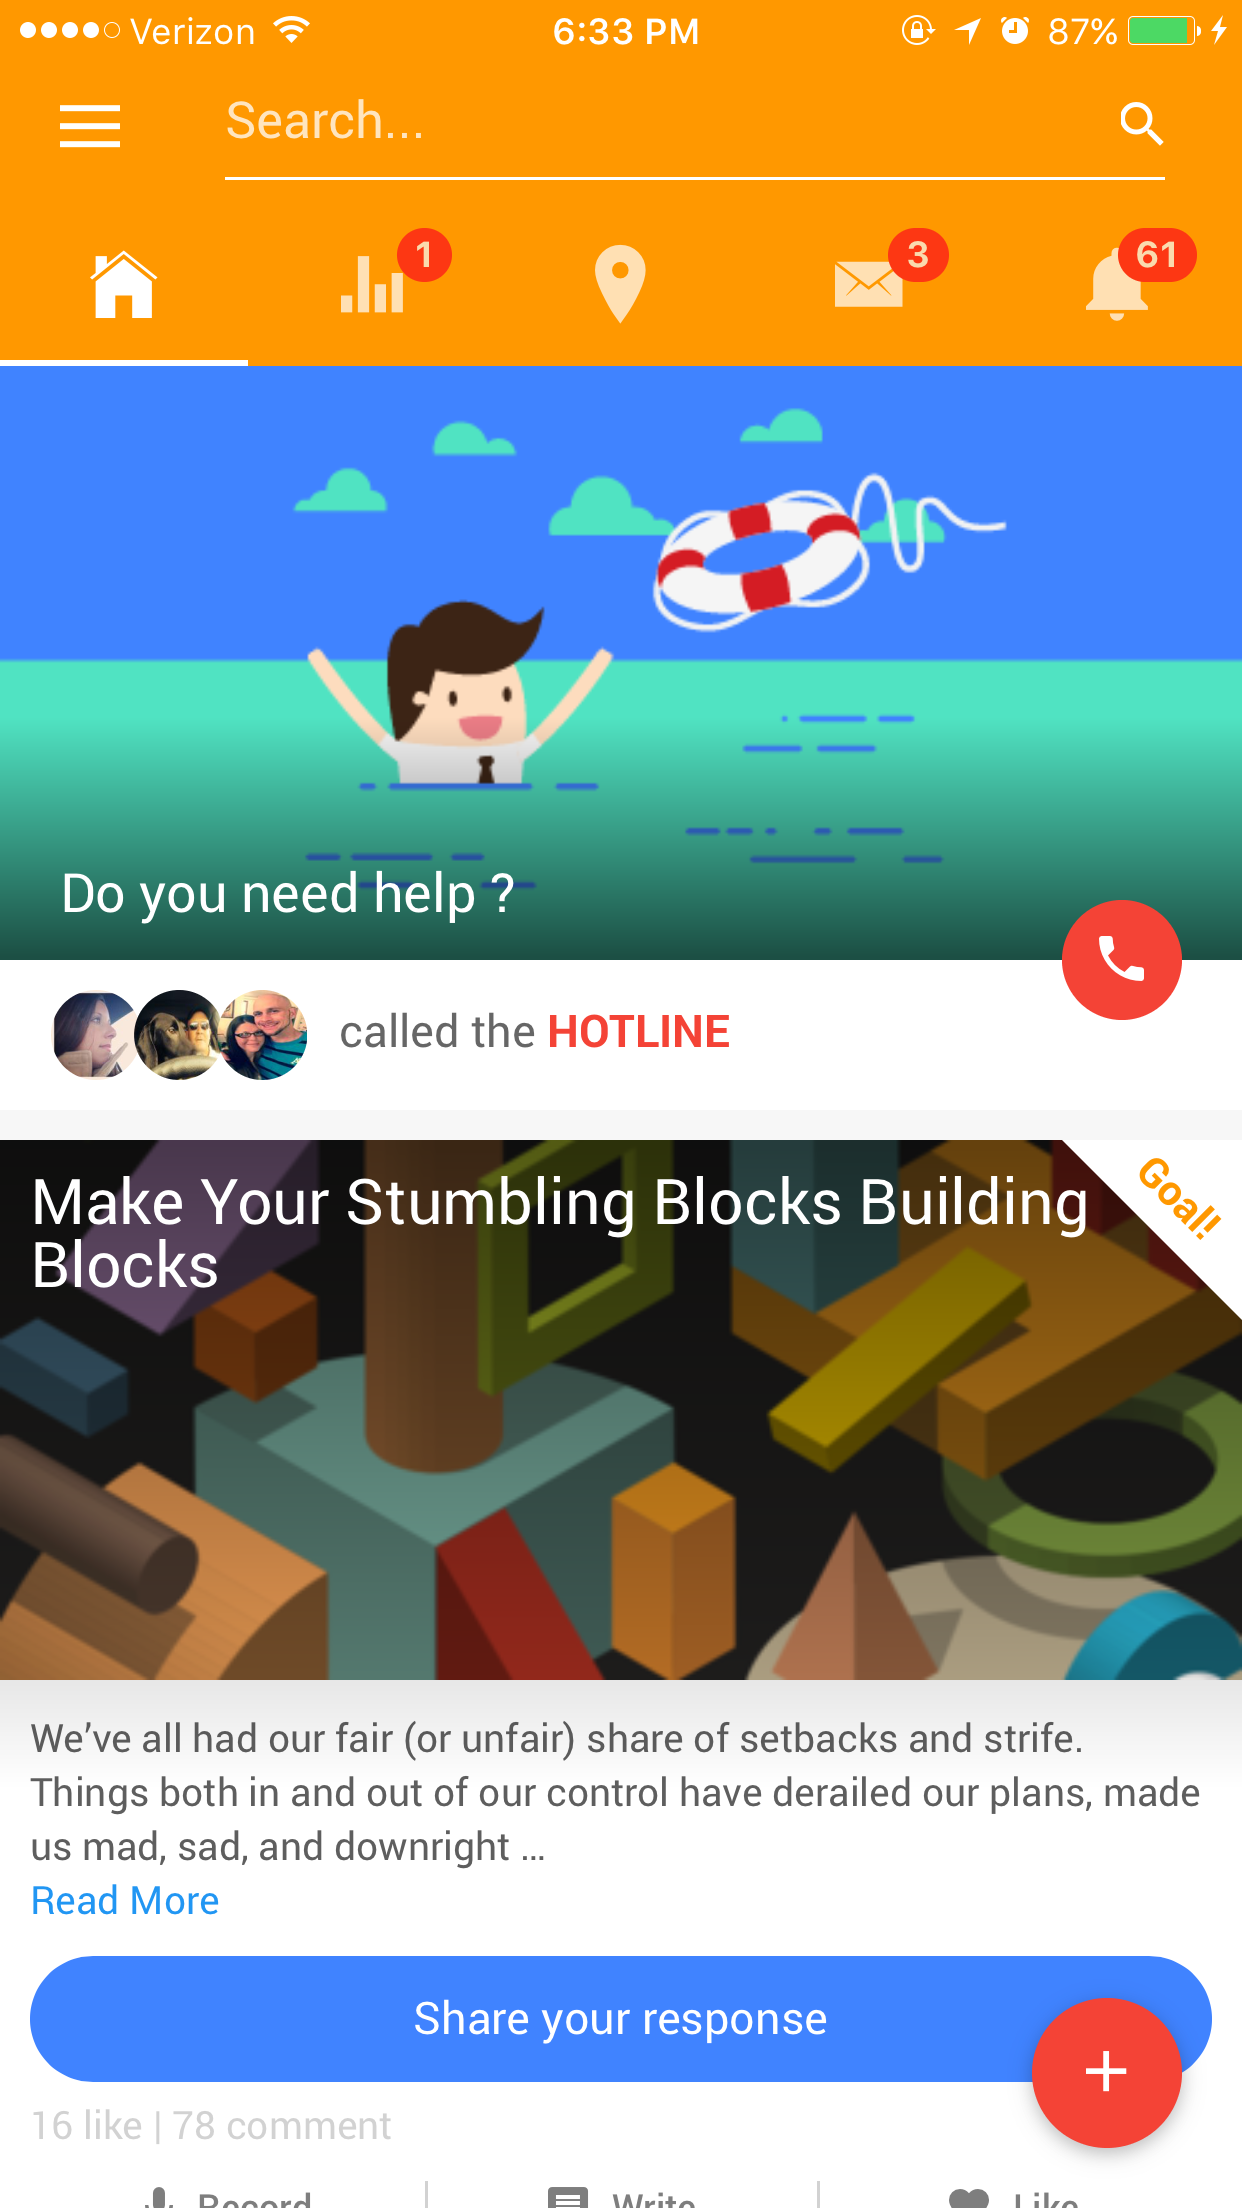 Verizon 6:33 PM 87%
Search...
1 3 61
Do you need help ?
called the HOTLINE
Goal!
Make Your Stumbling Blocks Building
Blocks
We’ve all had our fair (or unfair) share of setbacks and strife.
Things both in and out of our control have derailed our plans, made
us mad, sad, and downright ...
Read More
Share your response
16 like | 78 comment
Record Write Like